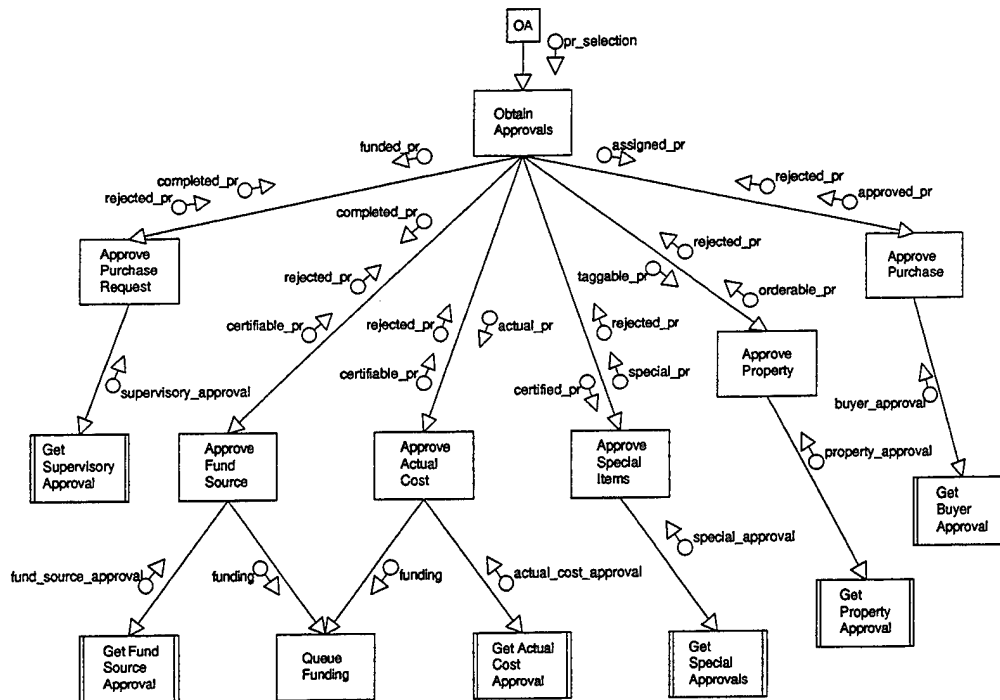 OA
pr_selection
Obtain
Approvals
funded_pr
assigned_pr
completed_pr
rejected_pr
rejected_pr
approved_pr
completed_pr
Approve
Purchase
Request
rejected_pr
taggable_pr
rejected_pr
orderable_pr
Approve
Purchase
certifiable_pr
rejected_pr
actual_pr
rejected_pr
certifiable_pr
certified_pr
special_pr
Approve
Property
supervisory_approval
buyer_approval
Get
Supervisory
Approval
Approve
Fund
Source
Approve
Actual
Cost
Approve
Special
Items
property_approval
Get
Buyer
Approval
fund_source_approval
funding
funding
actual_cost_approval
special_approval
Get
Property
Approval
Get Fund
Source
Approval
Queue
Funding
Get Actual
Cost
Approval
Get
Special
Approvals